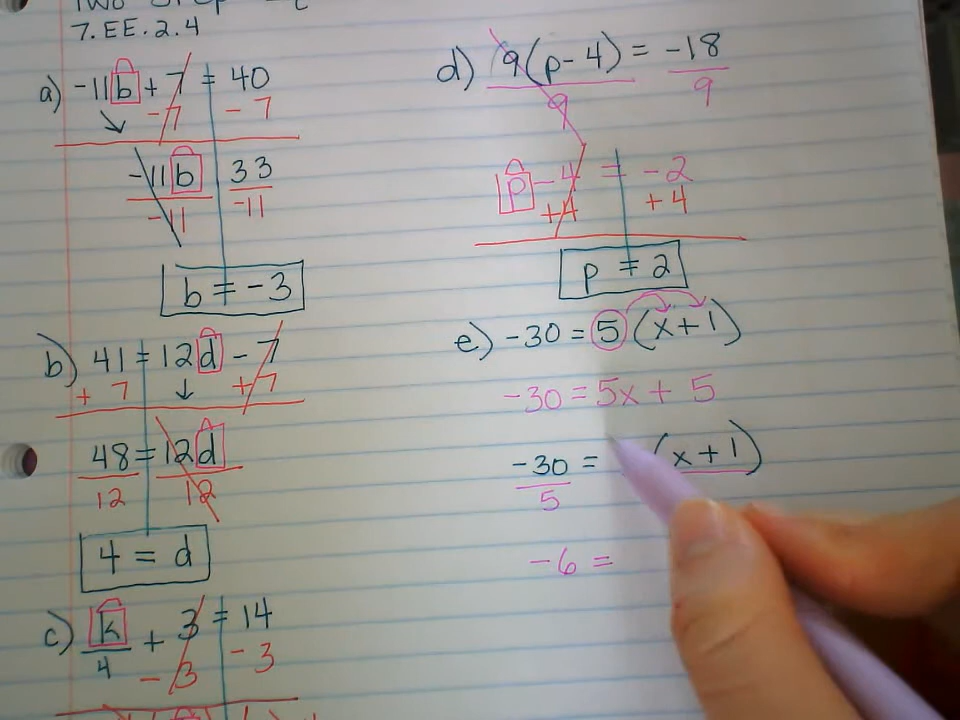 7.EE.2.4
a) -11b + 7 = 40
-7 -7
-11b 33
-11 -11
b = -3
b) 41 = 12d - 7
+ 7 + 7
48 = 12d
12 12
4 = d
c) k + 3 = 14
4 - 3 - 3
d) 9(p-4) = -18
9 9
p - 4 = -2
+4 +4
p = 2
e) -30 = 5(x+1)
-30 = 5x + 5
-30 = (x+1)
5
-6 =